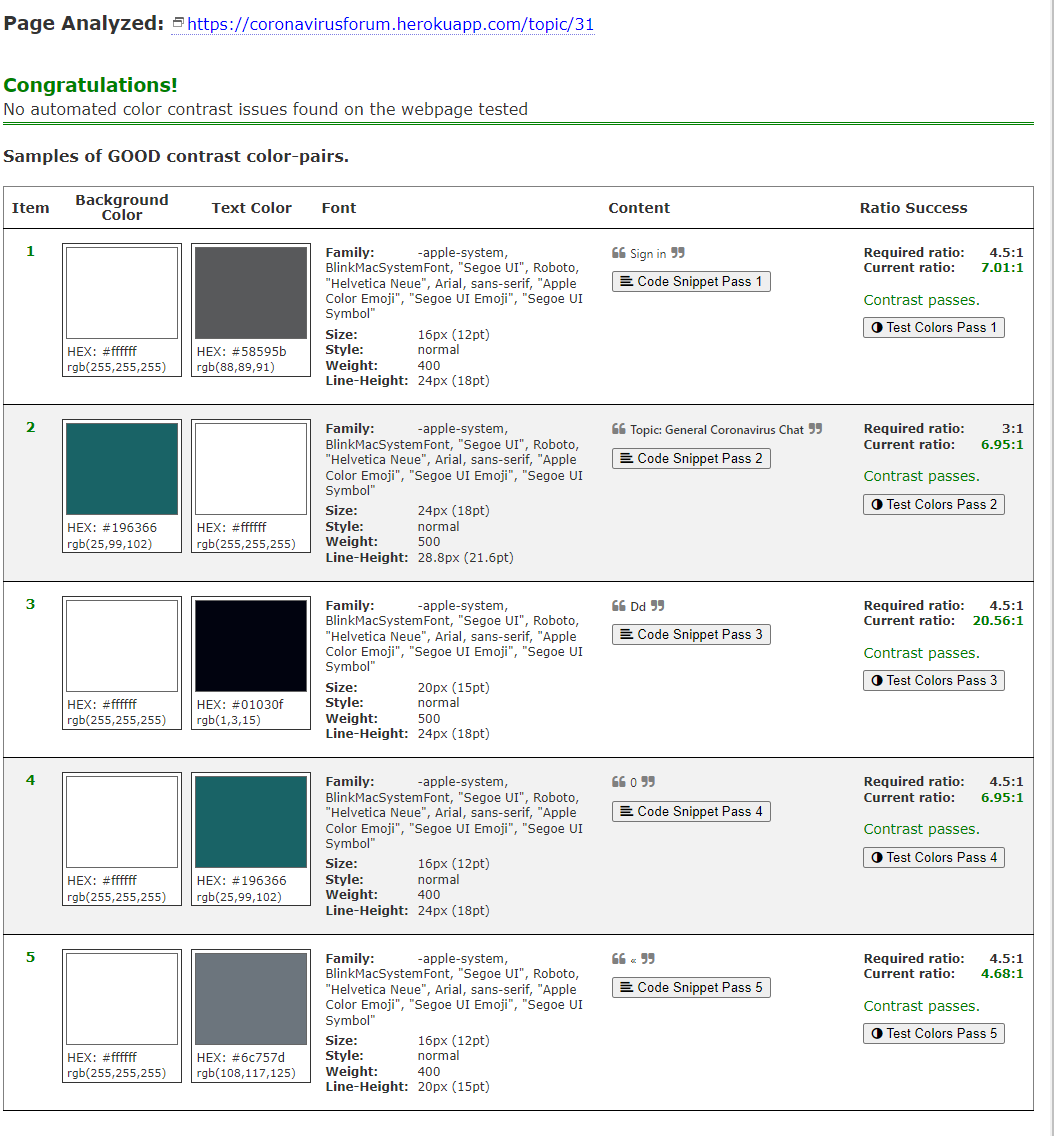 Page Analyzed: https://coronavirusforum.herokuapp.com/topic/31
Congratulations!
No automated color contrast issues found on the webpage tested
Samples of GOOD contrast color-pairs.
Item Background Color Text Color Font Content Ratio Success
1
HEX: #ffffff
rgb(255,255,255)
HEX: #58595b
rgb(88,89,91)
Family: -apple-system,
BlinkMacSystemFont, "Segoe UI", Roboto,
"Helvetica Neue", Arial, sans-serif, "Apple
Color Emoji", "Segoe UI Emoji", "Segoe UI
Symbol"
Size: 16px (12pt)
Style: normal
Weight: 400
Line-Height: 24px (18pt)
❝ Sign in ❞
Code Snippet Pass 1
Required ratio: 4.5:1
Current ratio: 7.01:1
Contrast passes.
Test Colors Pass 1
2
HEX: #196366
rgb(25,99,102)
HEX: #ffffff
rgb(255,255,255)
Family: -apple-system,
BlinkMacSystemFont, "Segoe UI", Roboto,
"Helvetica Neue", Arial, sans-serif, "Apple
Color Emoji", "Segoe UI Emoji", "Segoe UI
Symbol"
Size: 24px (18pt)
Style: normal
Weight: 500
Line-Height: 28.8px (21.6pt)
❝ Topic: General Coronavirus Chat ❞
Code Snippet Pass 2
Required ratio: 3:1
Current ratio: 6.95:1
Contrast passes.
Test Colors Pass 2
3
HEX: #ffffff
rgb(255,255,255)
HEX: #01030f
rgb(1,3,15)
Family: -apple-system,
BlinkMacSystemFont, "Segoe UI", Roboto,
"Helvetica Neue", Arial, sans-serif, "Apple
Color Emoji", "Segoe UI Emoji", "Segoe UI
Symbol"
Size: 20px (15pt)
Style: normal
Weight: 500
Line-Height: 24px (18pt)
❝ Dd ❞
Code Snippet Pass 3
Required ratio: 4.5:1
Current ratio: 20.56:1
Contrast passes.
Test Colors Pass 3
4
HEX: #ffffff
rgb(255,255,255)
HEX: #196366
rgb(25,99,102)
Family: -apple-system,
BlinkMacSystemFont, "Segoe UI", Roboto,
"Helvetica Neue", Arial, sans-serif, "Apple
Color Emoji", "Segoe UI Emoji", "Segoe UI
Symbol"
Size: 16px (12pt)
Style: normal
Weight: 400
Line-Height: 24px (18pt)
❝ 0 ❞
Code Snippet Pass 4
Required ratio: 4.5:1
Current ratio: 6.95:1
Contrast passes.
Test Colors Pass 4
5
HEX: #ffffff
rgb(255,255,255)
HEX: #6c757d
rgb(108,117,125)
Family: -apple-system,
BlinkMacSystemFont, "Segoe UI", Roboto,
"Helvetica Neue", Arial, sans-serif, "Apple
Color Emoji", "Segoe UI Emoji", "Segoe UI
Symbol"
Size: 16px (12pt)
Style: normal
Weight: 400
Line-Height: 20px (15pt)
❝ « ❞
Code Snippet Pass 5
Required ratio: 4.5:1
Current ratio: 4.68:1
Contrast passes.
Test Colors Pass 5